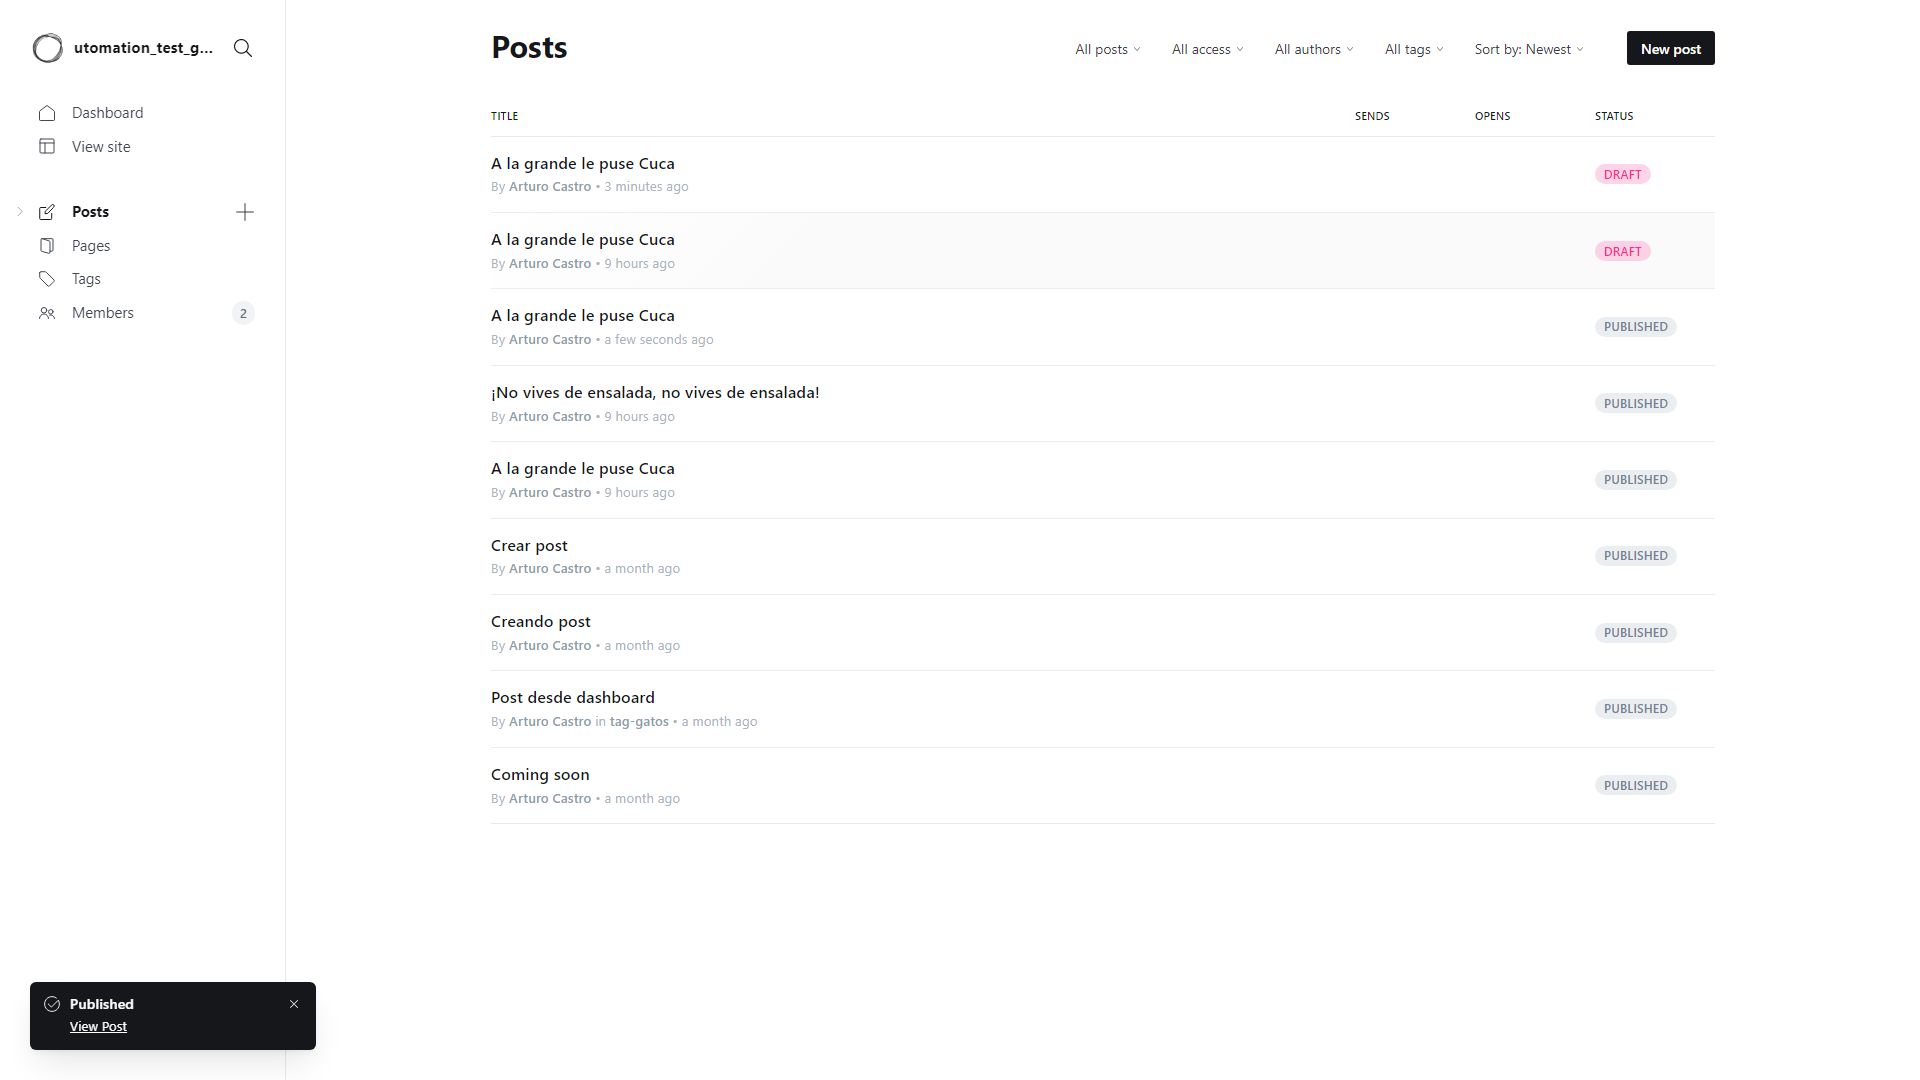 utomation_test_g...
Dashboard
View site
Posts
Pages
Tags
Members
2
Posts
All posts
All access
All authors
All tags
Sort by: Newest
New post
TITLE
SENDS
OPENS
STATUS
A la grande le puse Cuca
By Arturo Castro • 3 minutes ago
DRAFT
A la grande le puse Cuca
By Arturo Castro • 9 hours ago
DRAFT
A la grande le puse Cuca
By Arturo Castro • a few seconds ago
PUBLISHED
¡No vives de ensalada, no vives de ensalada!
By Arturo Castro • 9 hours ago
PUBLISHED
A la grande le puse Cuca
By Arturo Castro • 9 hours ago
PUBLISHED
Crear post
By Arturo Castro • a month ago
PUBLISHED
Creando post
By Arturo Castro • a month ago
PUBLISHED
Post desde dashboard
By Arturo Castro in tag-gatos • a month ago
PUBLISHED
Coming soon
By Arturo Castro • a month ago
PUBLISHED
Published
View Post